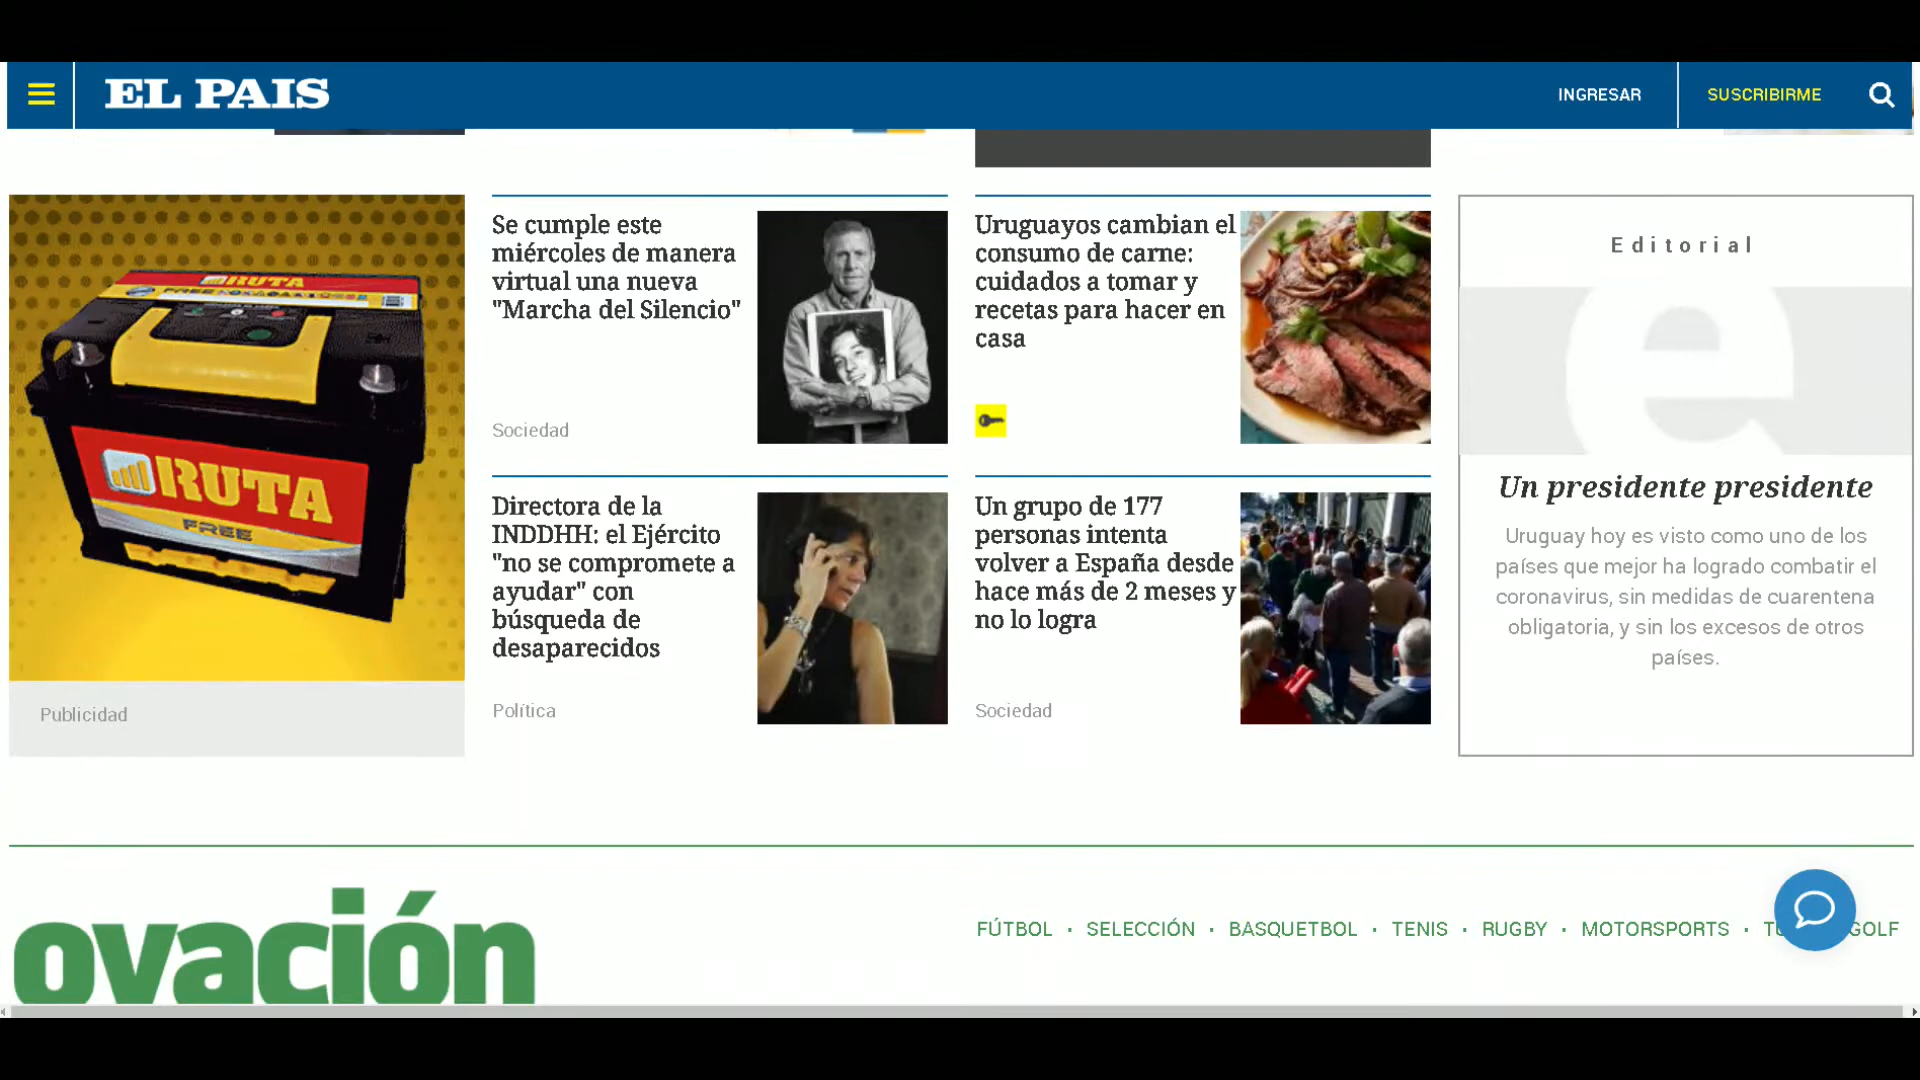 EL PAIS
INGRESAR
SUSCRIBIRME
RUTA
FREE
RUTA
FREE
Publicidad
Se cumple este
miércoles de manera
virtual una nueva
"Marcha del Silencio"
Sociedad
Uruguayos cambian el
consumo de carne:
cuidados a tomar y
recetas para hacer en
casa
Directora de la
INDDHH: el Ejército
"no se compromete a
ayudar" con
búsqueda de
desaparecidos
Política
Un grupo de 177
personas intenta
volver a España desde
hace más de 2 meses y
no lo logra
Sociedad
Editorial
e
Un presidente presidente
Uruguay hoy es visto como uno de los
países que mejor ha logrado combatir el
coronavirus, sin medidas de cuarentena
obligatoria, y sin los excesos de otros
países.
ovación
FÚTBOL · SELECCIÓN · BASQUETBOL · TENIS · RUGBY · MOTORSPORTS · GOLF